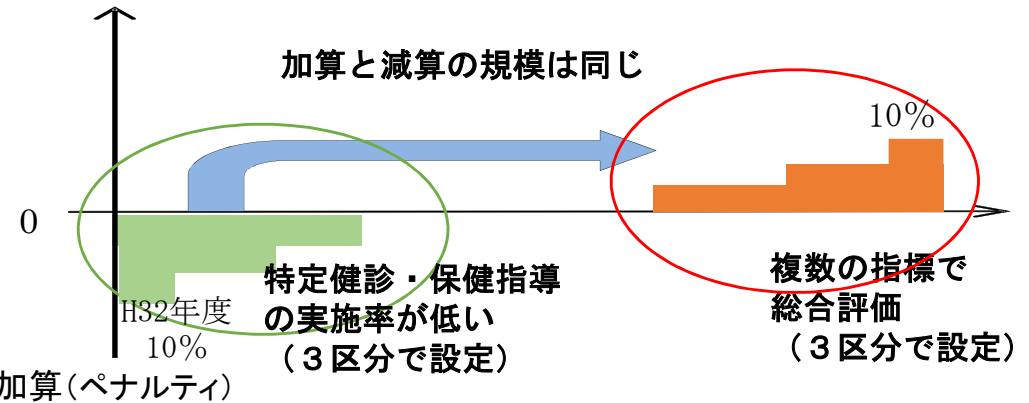 加算と減算の規模は同じ
10%
0
特定健診・保健指導
の実施率が低い
（３区分で設定）
H32年度
10%
複数の指標で
総合評価
（３区分で設定）
加算(ペナルティ)